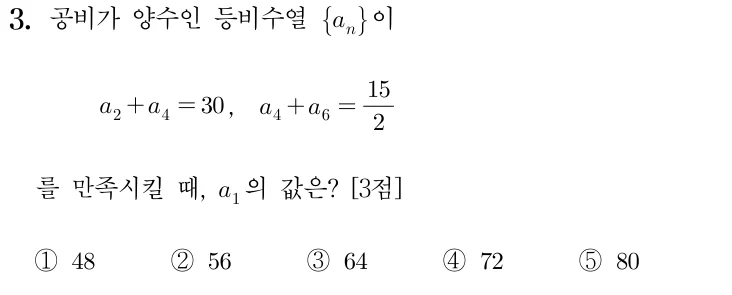 3. 공비가 양수인 등비수열 {aₙ}이
a₂+a₄=30, a₄+a₆=15/2
를 만족시킬 때, a₁의 값은? [3점]
① 48 ② 56 ③ 64 ④ 72 ⑤ 80